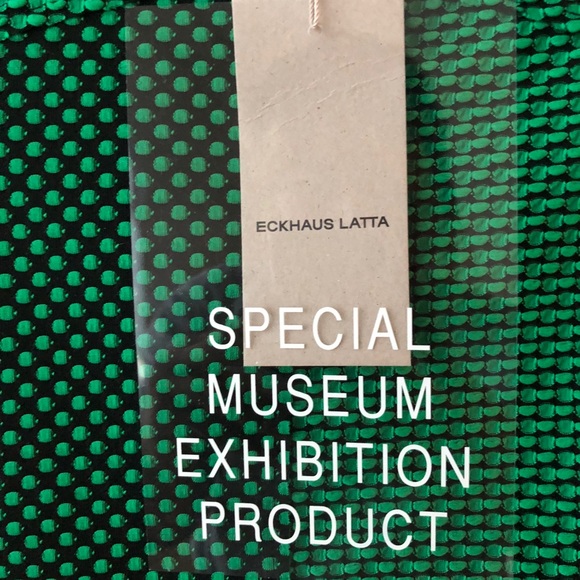 ECKHAUS LATTA
SPECIAL
MUSEUM
EXHIBITION
PRODUCT